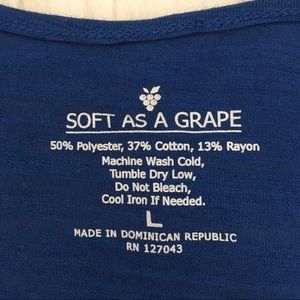 SOFT AS A GRAPE
50% Polyester, 37% Cotton, 13% Rayon
Machine Wash Cold,
Tumble Dry Low,
Do Not Bleach,
Cool Iron If Needed.
L
MADE IN DOMINICAN REPUBLIC
RN 127043